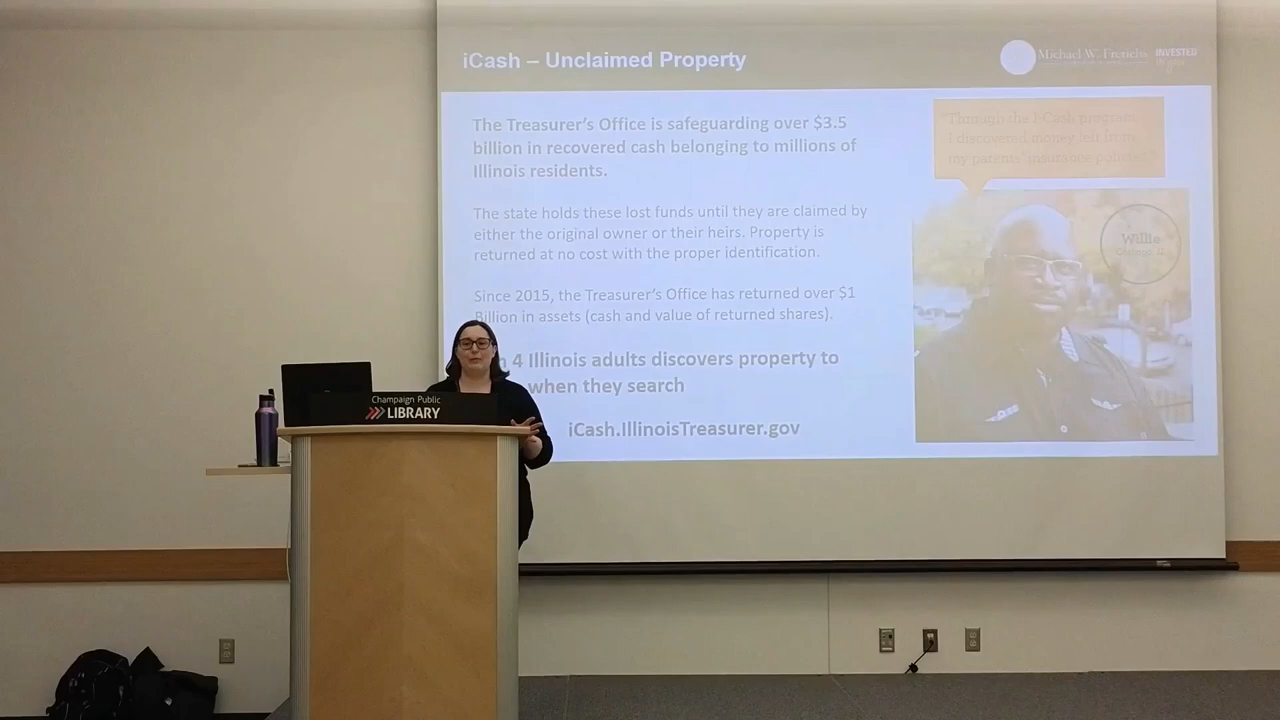 iCash – Unclaimed Property
Michael W. Frerichs
INVESTED
The Treasurer's Office is safeguarding over $3.5
billion in recovered cash belonging to millions of
Illinois residents.
"Through the I-Cash program,
I discovered money left from
my parents' insurance policies."
The state holds these lost funds until they are claimed by
either the original owner or their heirs. Property is
returned at no cost with the proper identification.
Willie
Since 2015, the Treasurer's Office has returned over $1
Billion in assets (cash and value of returned shares).
4 Illinois adults discovers property to
when they search
iCash.IllinoisTreasurer.gov
Champaign Public
LIBRARY